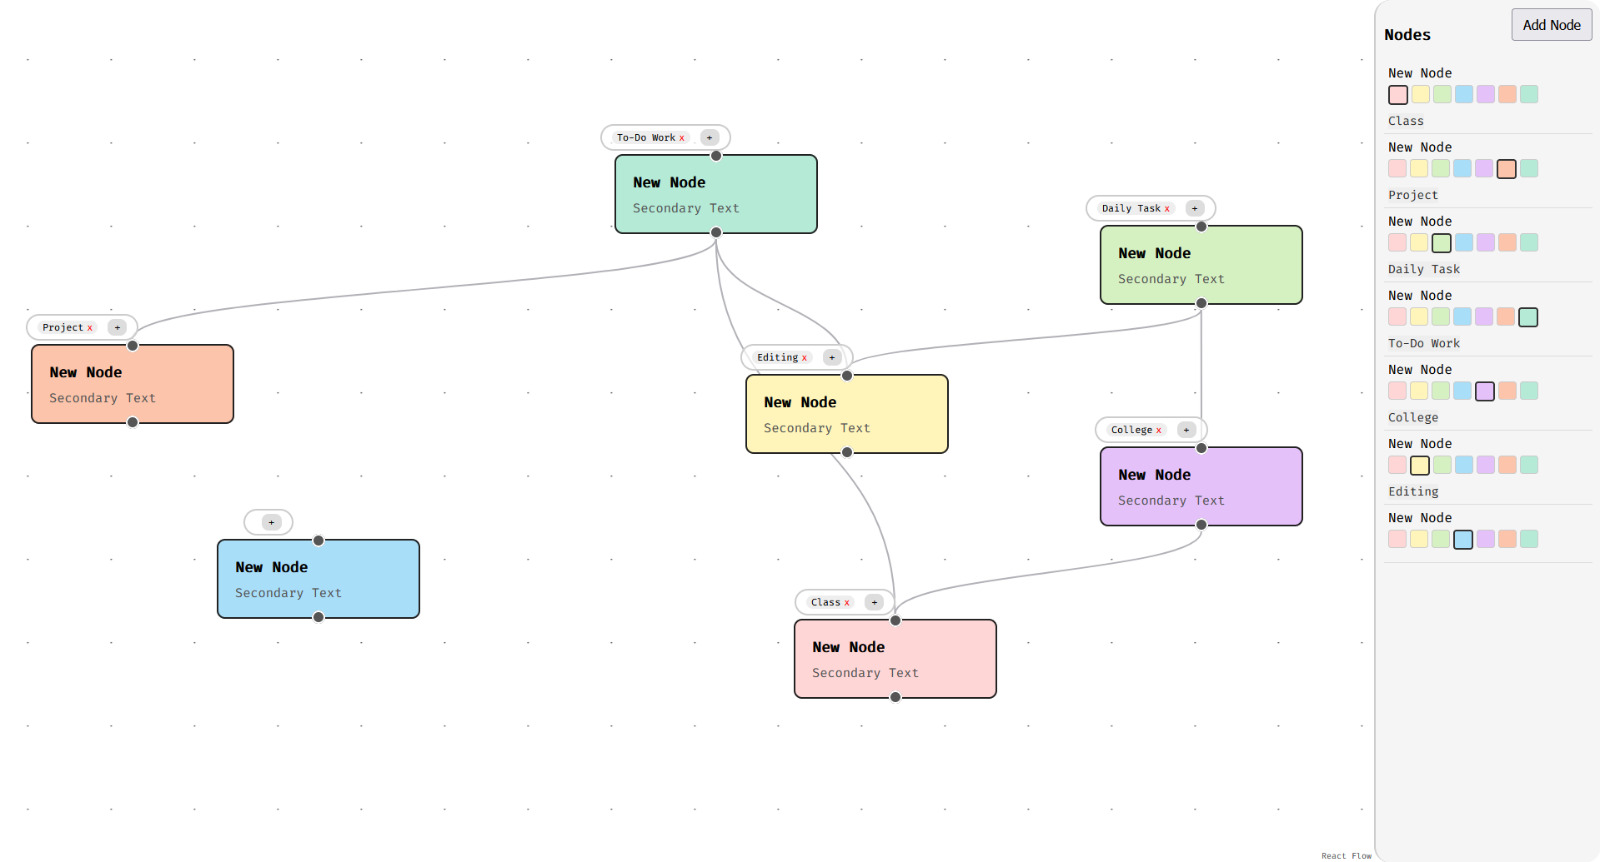 To-Do Work x +
New Node
Secondary Text
Daily Task x +
New Node
Secondary Text
Project x +
New Node
Secondary Text
Editing x +
New Node
Secondary Text
College x +
New Node
Secondary Text
+
New Node
Secondary Text
Class x +
New Node
Secondary Text
React Flow
Nodes
Add Node
New Node
Class
New Node
Project
New Node
Daily Task
New Node
To-Do Work
New Node
College
New Node
Editing
New Node